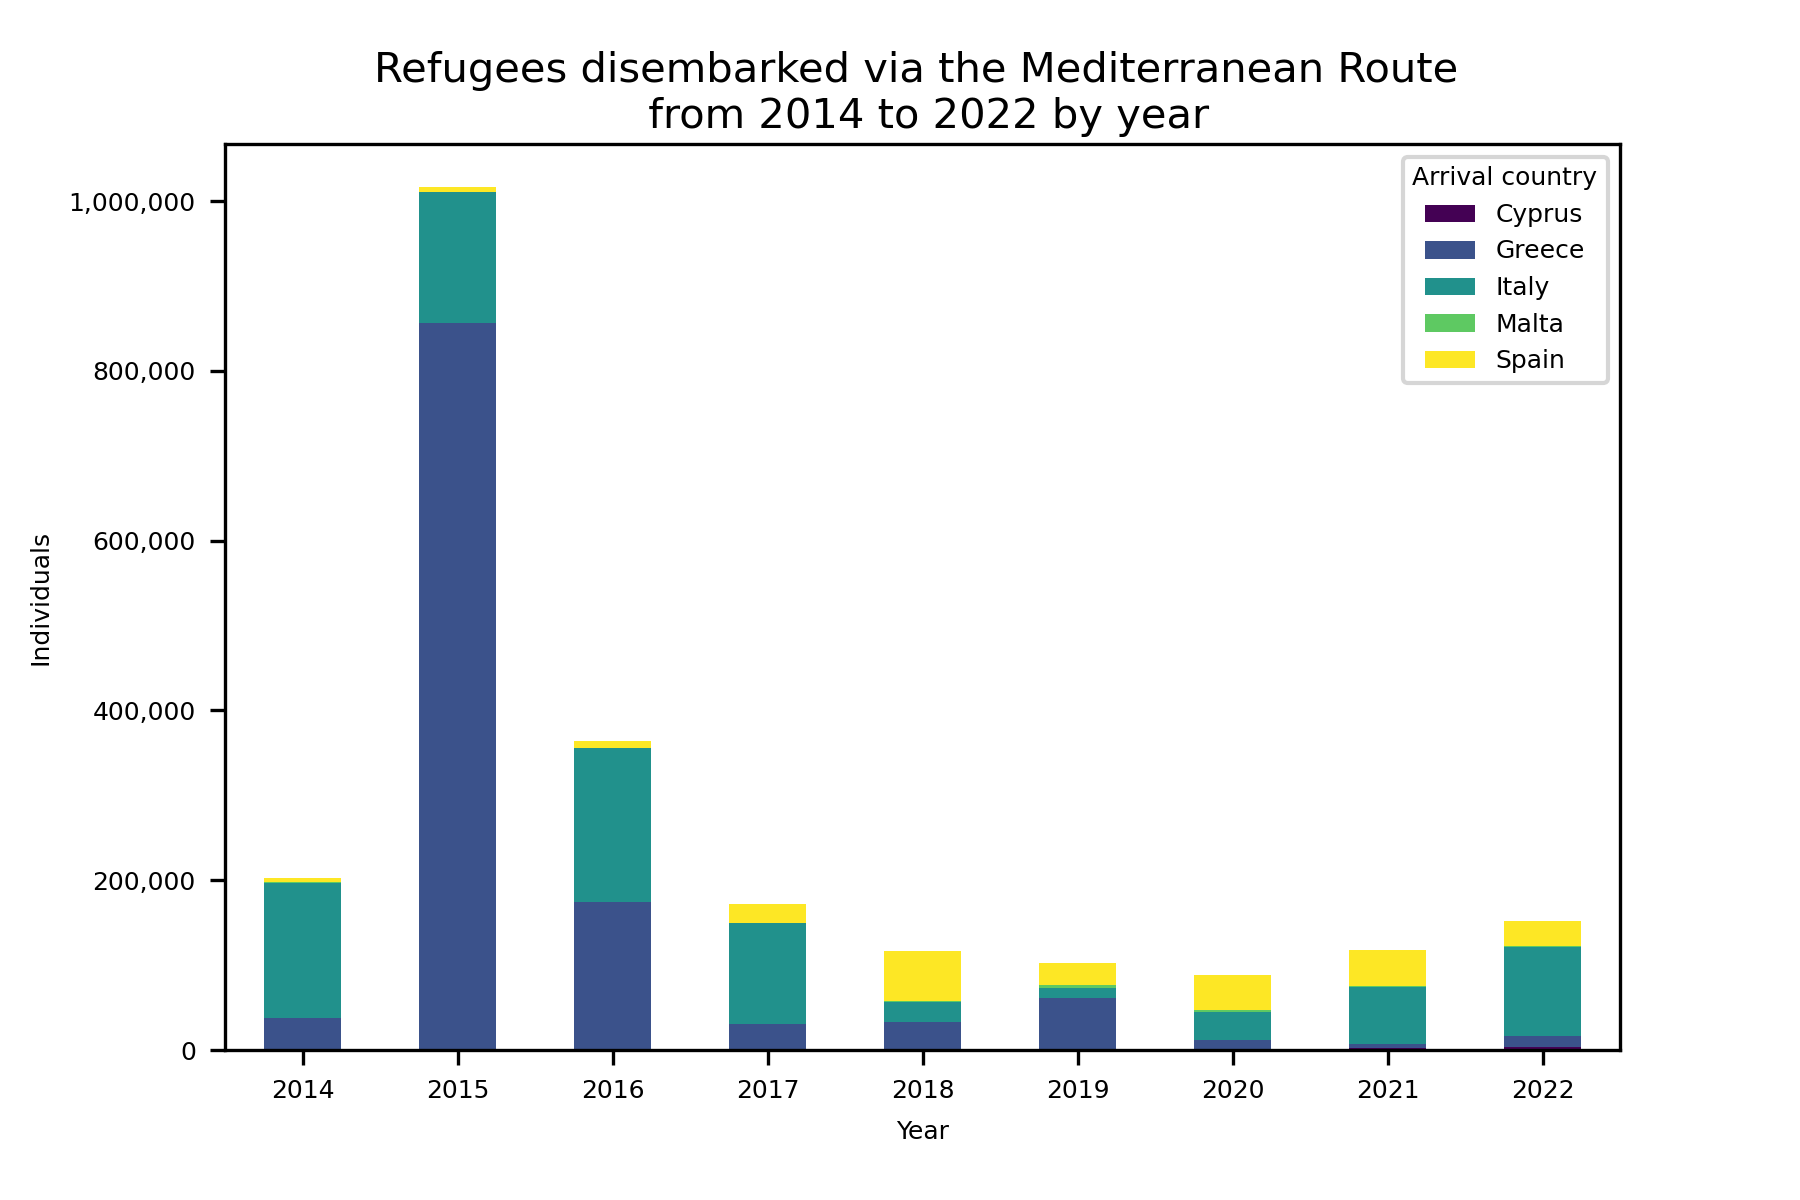 Refugees disembarked via the Mediterranean Route
from 2014 to 2022 by year
Arrival country
Cyprus
Greece
Italy
Malta
Spain
1,000,000
800,000
600,000
400,000
200,000
0
Individuals
2014 2015 2016 2017 2018 2019 2020 2021 2022
Year